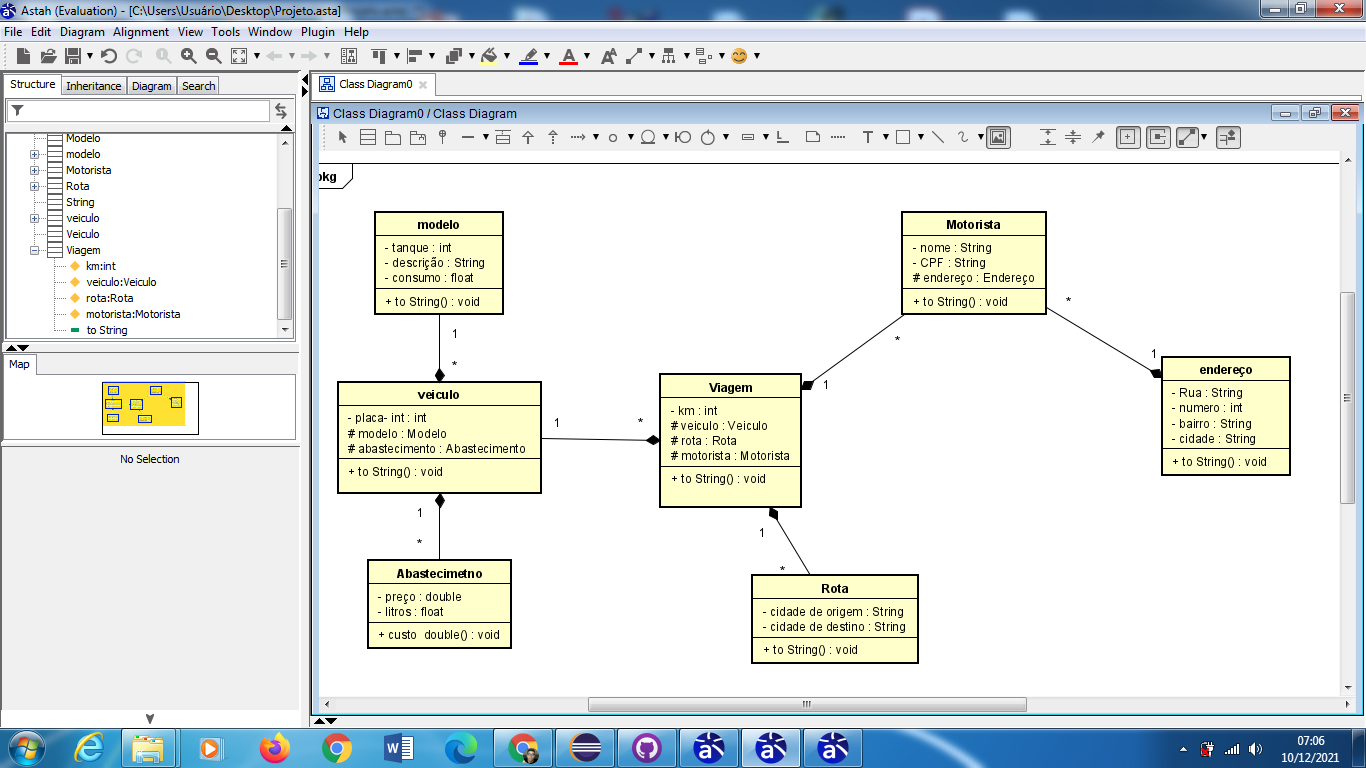 Astah (Evaluation) - [C:\Users\Usuário\Desktop\Projeto.asta]
File Edit Diagram Alignment View Tools Window Plugin Help
Structure Inheritance Diagram Search
Modelo
modelo
Motorista
Rota
String
veiculo
Veiculo
Viagem
km:int
veiculo:Veiculo
rota:Rota
motorista:Motorista
to String
Map
No Selection
Class Diagram0
Class Diagram0 / Class Diagram
pkg
modelo
- tanque : int
- descrição : String
- consumo : float
+ to String() : void
1
*
veiculo
- placa- int : int
# modelo : Modelo
# abastecimento : Abastecimento
+ to String() : void
1
*
1
*
Abastecimetno
- preço : double
- litros : float
+ custo double() : void
Viagem
- km : int
# veiculo : Veiculo
# rota : Rota
# motorista : Motorista
+ to String() : void
*
1
1
*
Motorista
- nome : String
- CPF : String
# endereço : Endereço
+ to String() : void
*
1
endereço
- Rua : String
- numero : int
- bairro : String
- cidade : String
+ to String() : void
Rota
- cidade de origem : String
- cidade de destino : String
+ to String() : void
07:06
10/12/2021